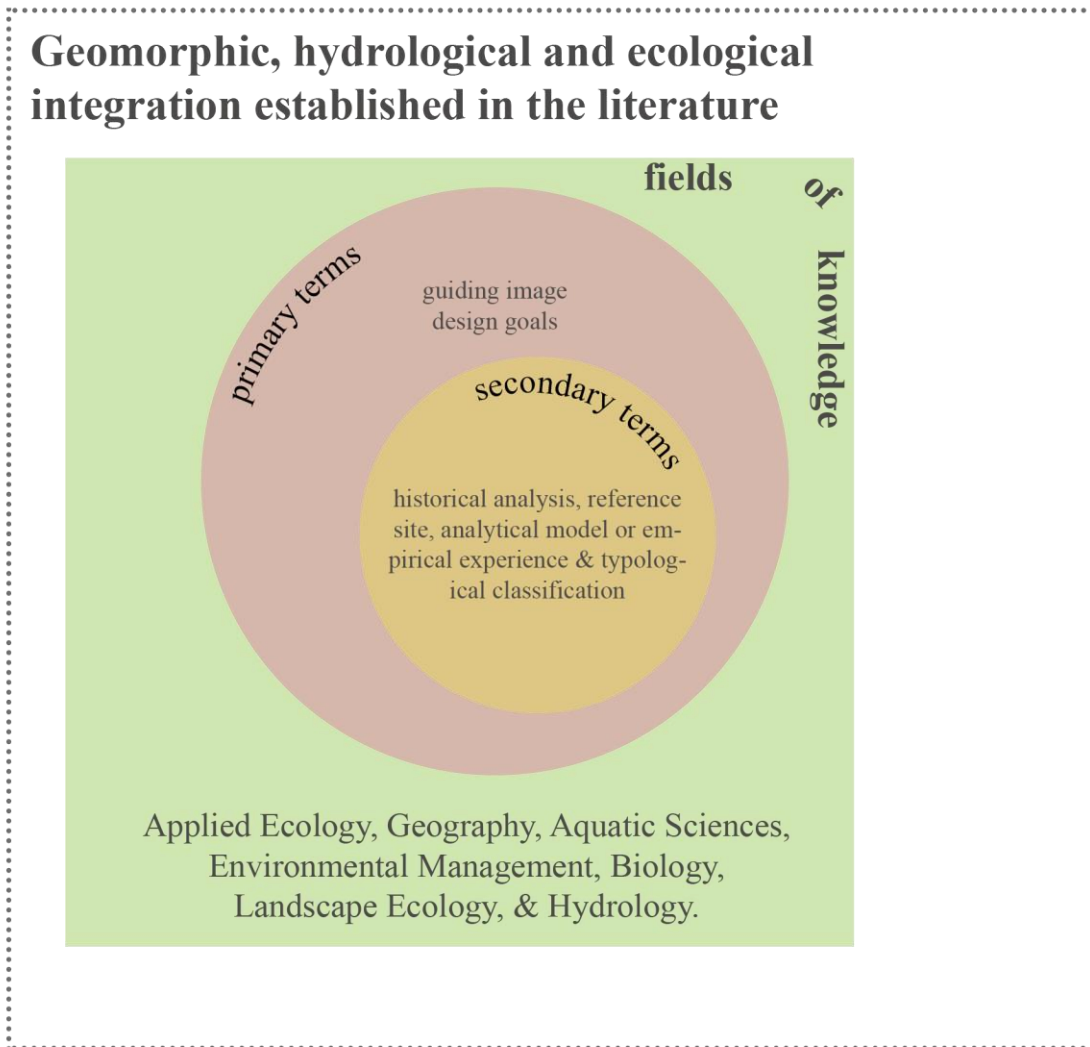 Geomorphic, hydrological and ecological
integration established in the literature
fields of knowledge
primary terms
guiding image
design goals
secondary terms
historical analysis, reference
site, analytical model or em-
pirical experience & typolog-
ical classification
Applied Ecology, Geography, Aquatic Sciences,
Environmental Management, Biology,
Landscape Ecology, & Hydrology.